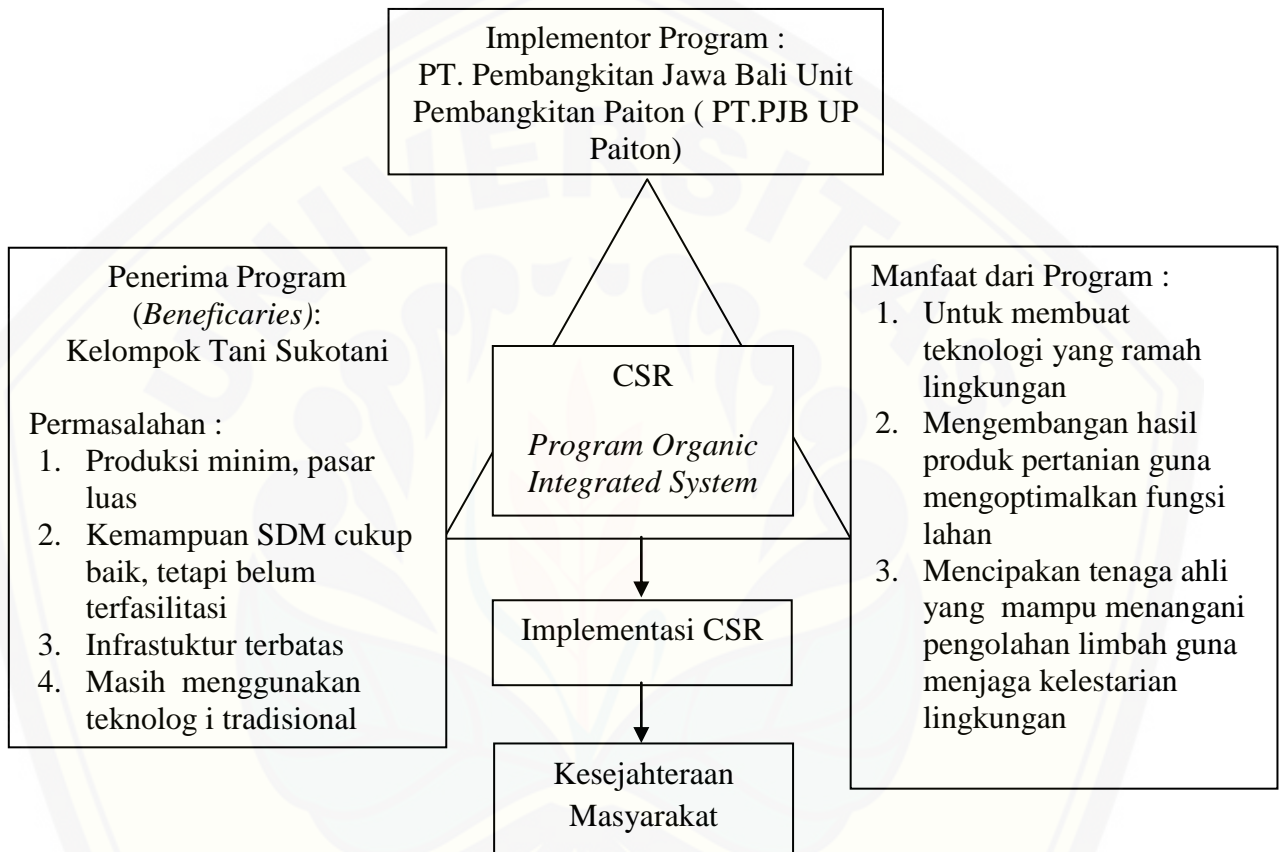 Implementor Program :
PT. Pembangkitan Jawa Bali Unit
Pembangkitan Paiton ( PT.PJB UP
Paiton)
Penerima Program
(Beneficaries):
Kelompok Tani Sukotani
Permasalahan :
1. Produksi minim, pasar
luas
2. Kemampuan SDM cukup
baik, tetapi belum
terfasilitasi
3. Infrastuktur terbatas
4. Masih menggunakan
teknolog i tradisional
CSR
Program Organic
Integrated System
Implementasi CSR
Kesejahteraan
Masyarakat
Manfaat dari Program :
1. Untuk membuat
teknologi yang ramah
lingkungan
2. Mengembangan hasil
produk pertanian guna
mengoptimalkan fungsi
lahan
3. Mencipakan tenaga ahli
yang mampu menangani
pengolahan limbah guna
menjaga kelestarian
lingkungan
UNIVERSITAS